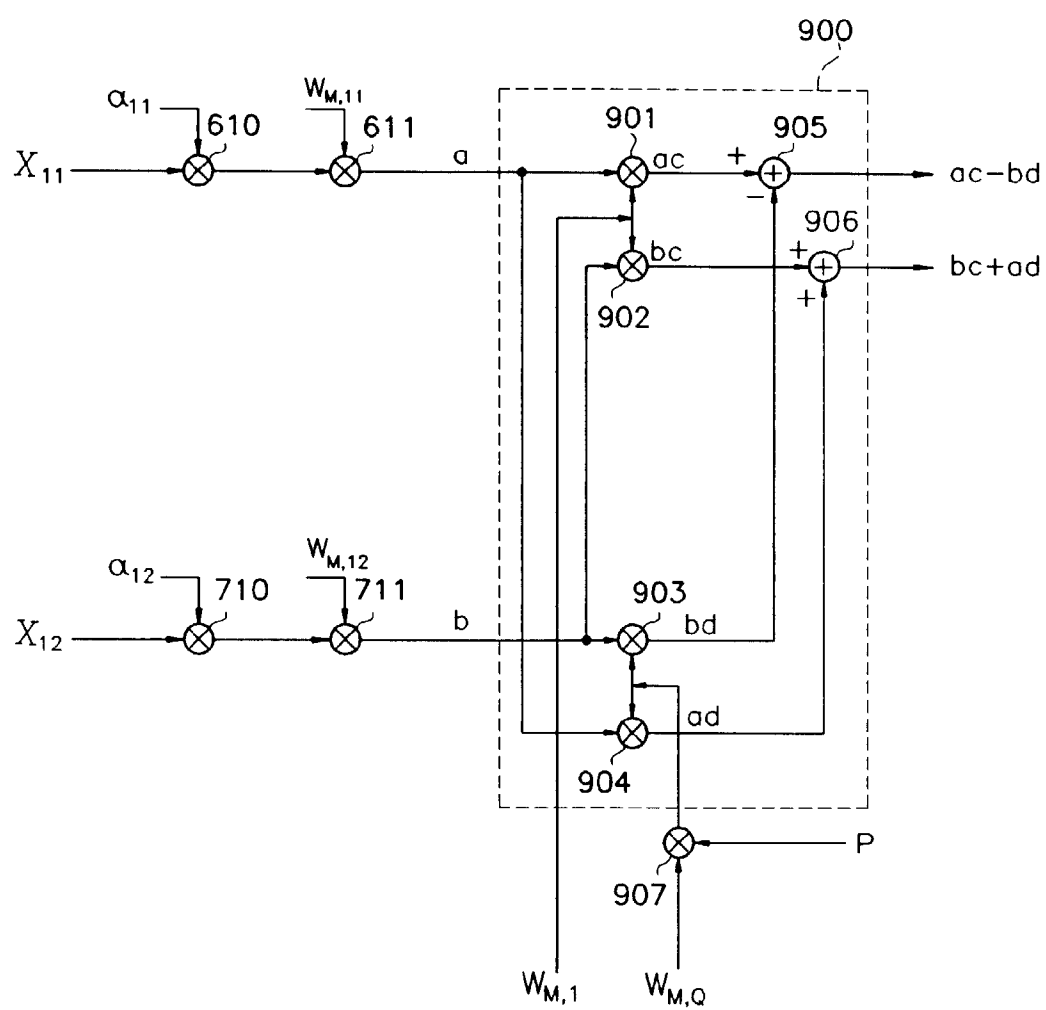 900
α11
WM,11
610
611
901
905
X11
a
ac
+
ac−bd
−
906
bc
+
bc+ad
902
+
α12
WM,12
710
711
903
X12
b
bd
ad
904
P
907
WM,1
WM,Q